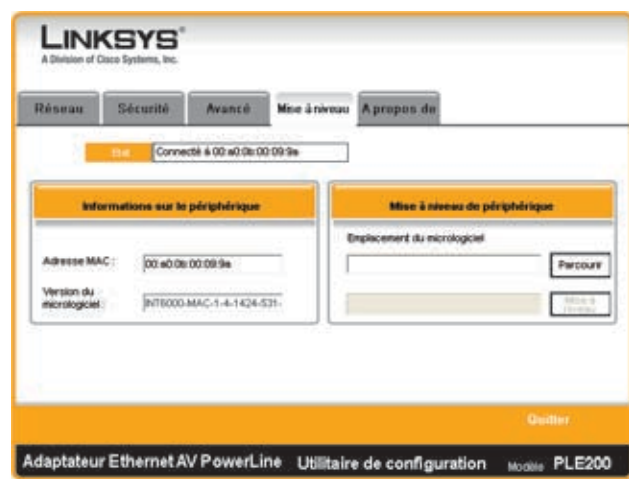 LINKSYS®
A Division of Cisco Systems, Inc.
Réseau Sécurité Avancé Mise à niveau A propos de
Etat Connecté à 00:a0:0b:00:09:9a
Informations sur le périphérique
Adresse MAC : 00:a0:0b:00:09:9a
Version du
micrologiciel : INT6000-MAC-1-4-1424-531-
Mise à niveau de périphérique
Emplacement du micrologiciel
Parcourir
Mise à
niveau
Quitter
Adaptateur Ethernet AV PowerLine Utilitaire de configuration Modèle PLE200